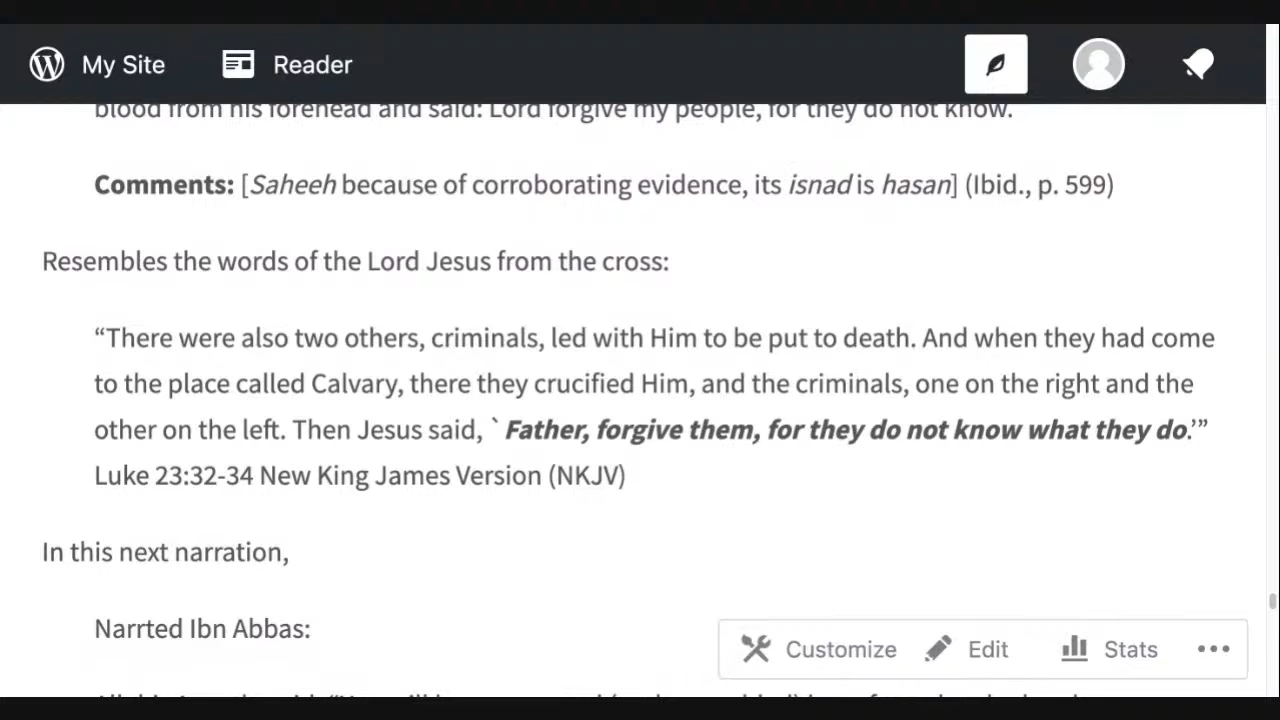 My Site
Reader
blood from his forehead and said: Lord forgive my people, for they do not know.
Comments: [Saheeh because of corroborating evidence, its isnad is hasan] (Ibid., p. 599)
Resembles the words of the Lord Jesus from the cross:
“There were also two others, criminals, led with Him to be put to death. And when they had come
to the place called Calvary, there they crucified Him, and the criminals, one on the right and the
other on the left. Then Jesus said, `Father, forgive them, for they do not know what they do.’”
Luke 23:32-34 New King James Version (NKJV)
In this next narration,
Narrted Ibn Abbas:
Customize
Edit
Stats